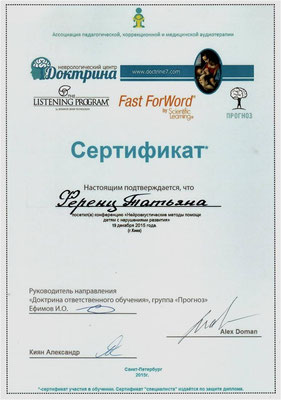 Ассоциация педагогической, коррекционной и медицинской аудиотерапии
неврологический центр
Доктрина
www.doctrine7.com
THE
LISTENING PROGRAM®
Fast ForWord®
by Scientific
Learning
ПРОГНОЗ
Сертификат*
Настоящим подтверждается, что
Ференц Татьяна
посетил(а) конференцию «Нейроакустические методы помощи
детям с нарушениями развития»
19 декабря 2015 года
Руководитель направления
«Доктрина ответственного обучения», группа «Прогноз»
Ефимов И.О.
Alex Doman
Киян Александр
Санкт-Петербург
2015г.
*-сертификат участия в обучении. Сертификат "специалиста" выдается по защите диплома.